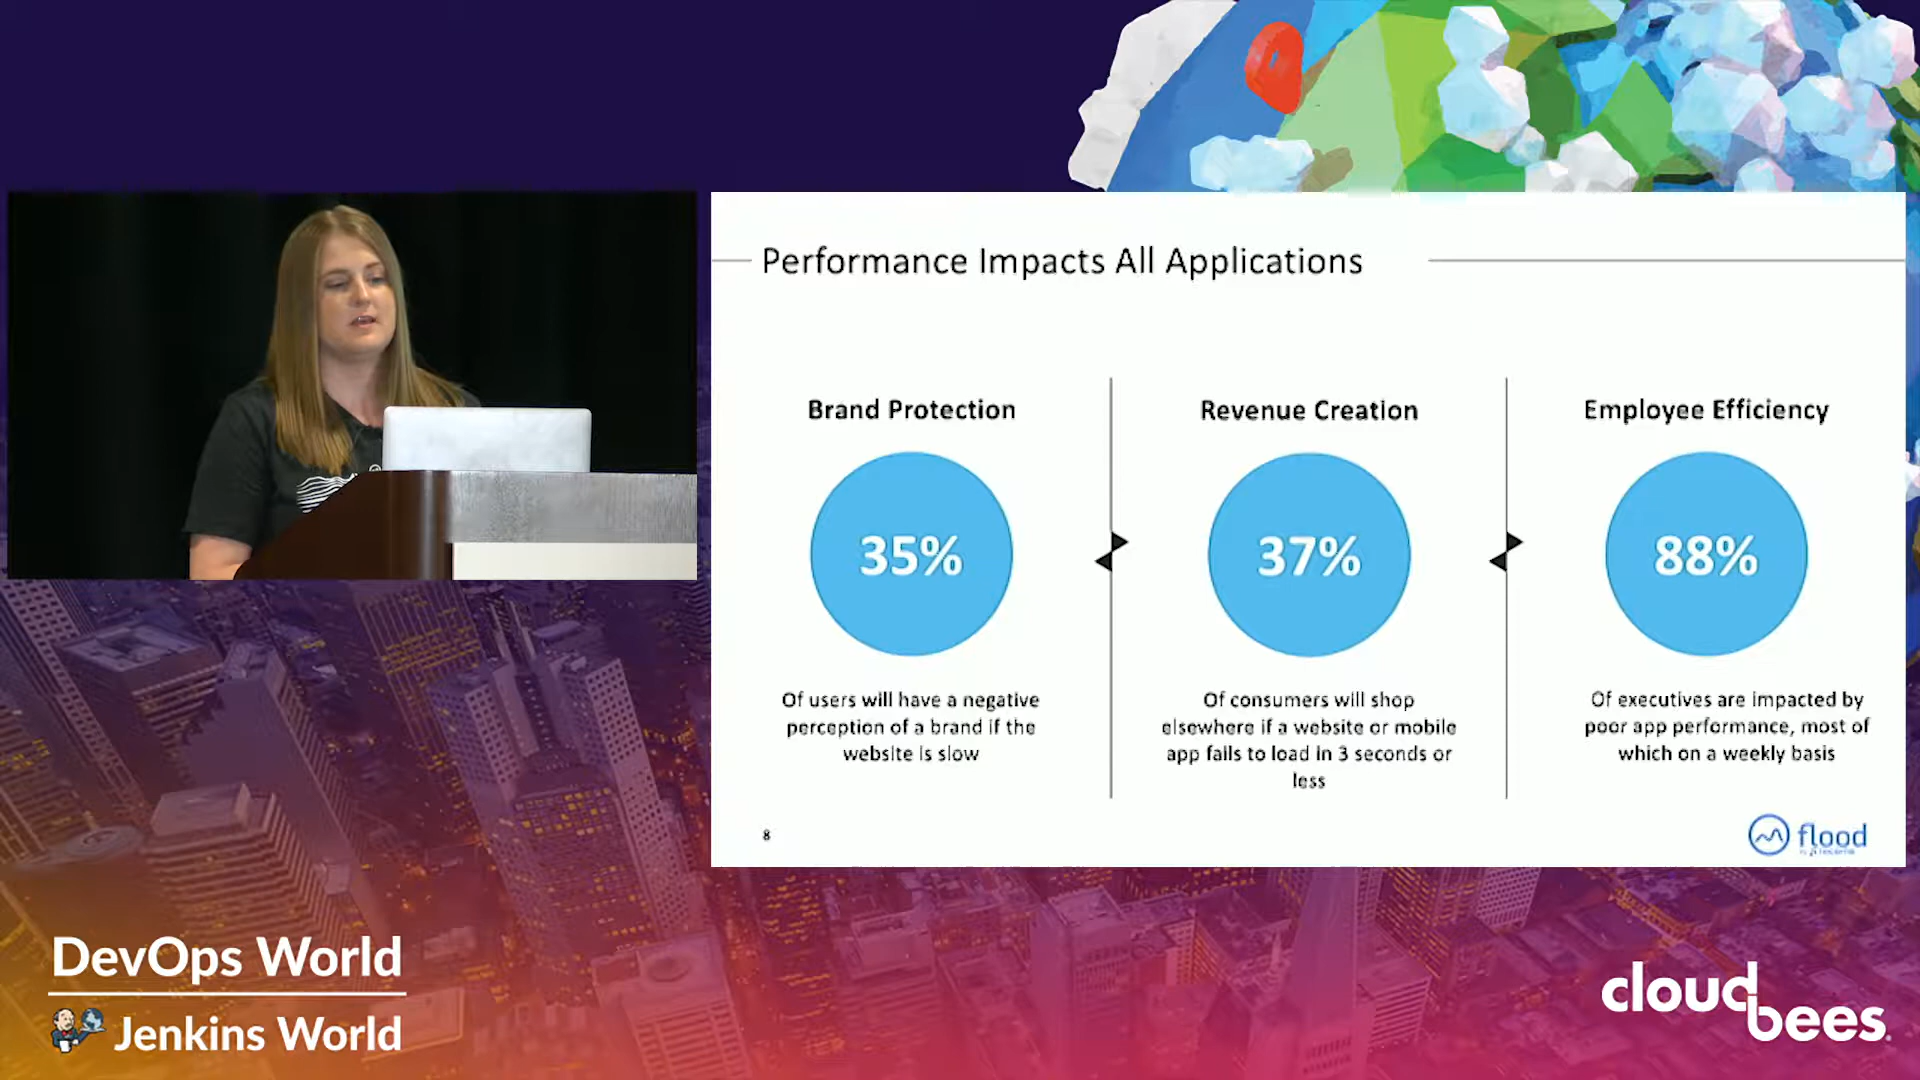 Performance Impacts All Applications
Brand Protection
35%
Of users will have a negative
perception of a brand if the
website is slow
Revenue Creation
37%
Of consumers will shop
elsewhere if a website or mobile
app fails to load in 3 seconds or
less
Employee Efficiency
88%
Of executives are impacted by
poor app performance, most of
which on a weekly basis
8
flood
DevOps World
Jenkins World
cloudbees